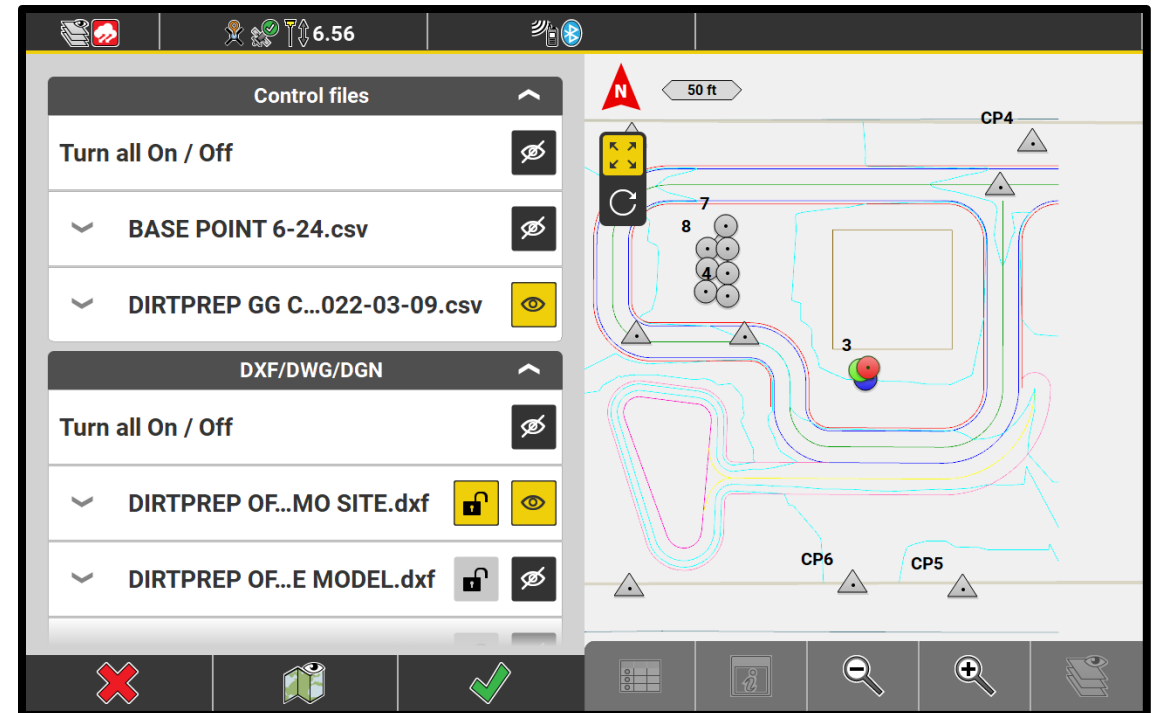 6.56
Control files
Turn all On / Off
BASE POINT 6-24.csv
DIRTPREP GG C...022-03-09.csv
DXF/DWG/DGN
Turn all On / Off
DIRTPREP OF...MO SITE.dxf
DIRTPREP OF...E MODEL.dxf
N
50 ft
CP4
7
8
4
3
CP6
CP5